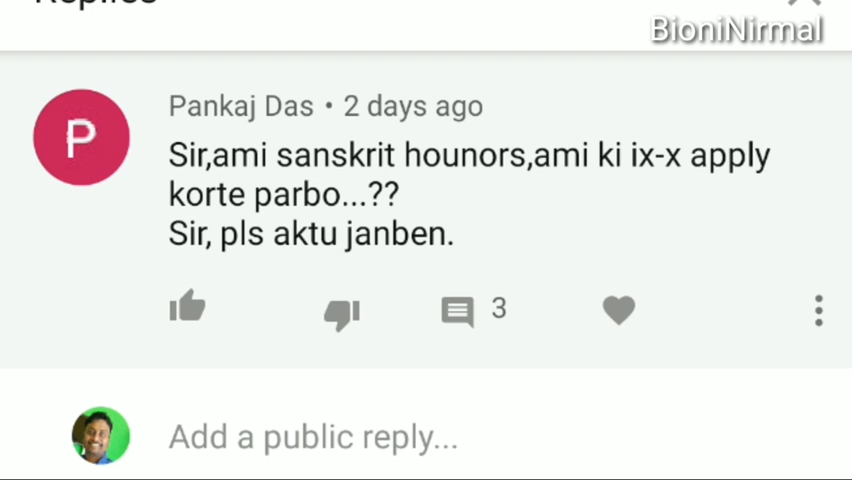 Replies
BioniNirmal
P
Pankaj Das • 2 days ago
Sir,ami sanskrit hounors,ami ki ix-x apply
korte parbo...??
Sir, pls aktu janben.
3
Add a public reply...